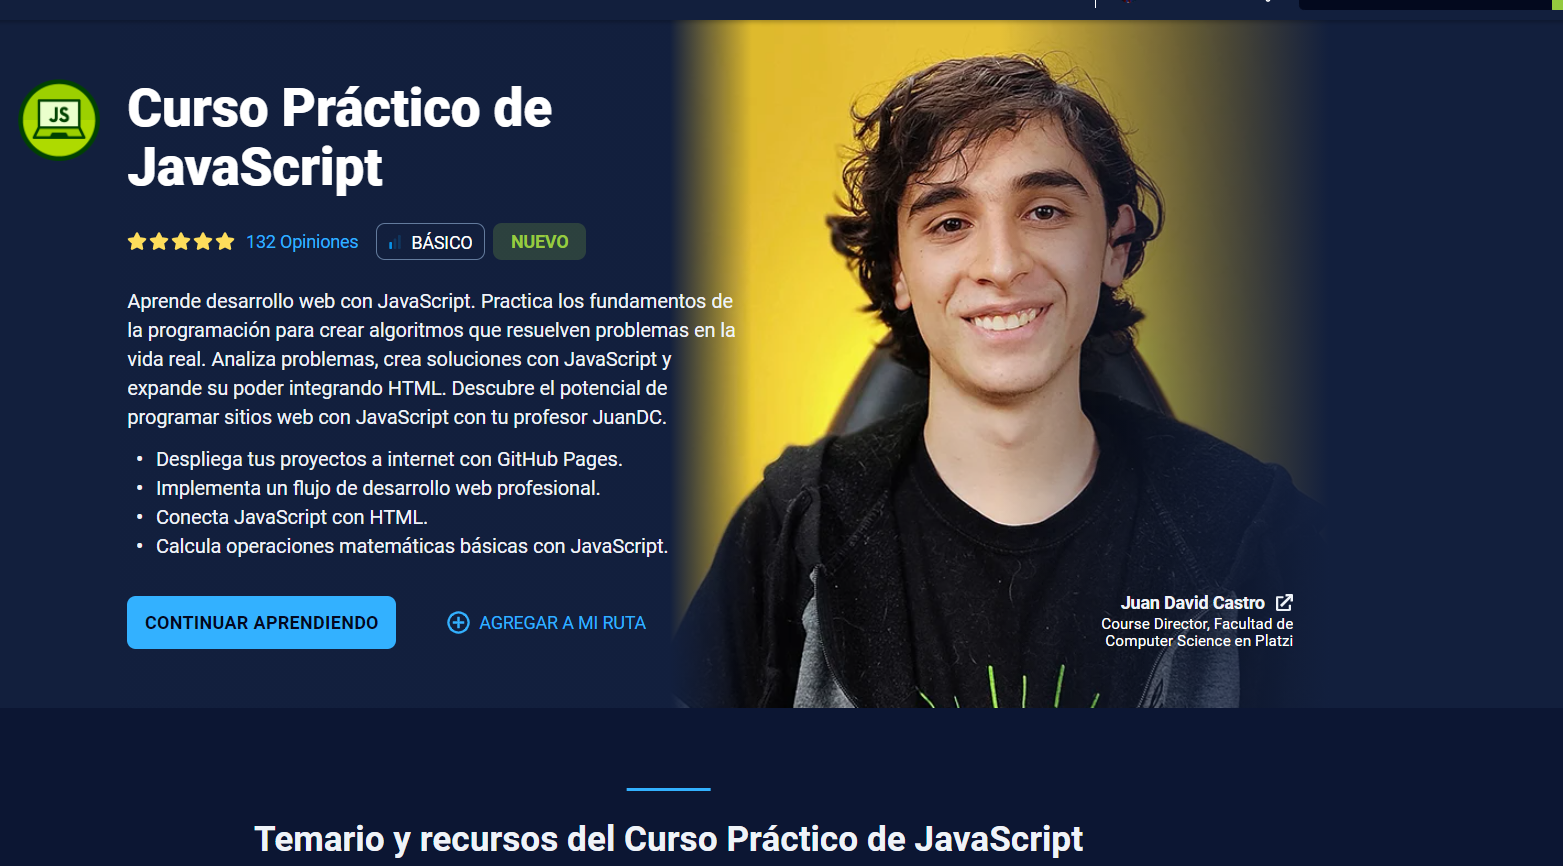 JS
Curso Práctico de
JavaScript
132 Opiniones
BÁSICO
NUEVO
Aprende desarrollo web con JavaScript. Practica los fundamentos de
la programación para crear algoritmos que resuelven problemas en la
vida real. Analiza problemas, crea soluciones con JavaScript y
expande su poder integrando HTML. Descubre el potencial de
programar sitios web con JavaScript con tu profesor JuanDC.
• Despliega tus proyectos a internet con GitHub Pages.
• Implementa un flujo de desarrollo web profesional.
• Conecta JavaScript con HTML.
• Calcula operaciones matemáticas básicas con JavaScript.
CONTINUAR APRENDIENDO
AGREGAR A MI RUTA
Juan David Castro
Course Director, Facultad de
Computer Science en Platzi
Temario y recursos del Curso Práctico de JavaScript